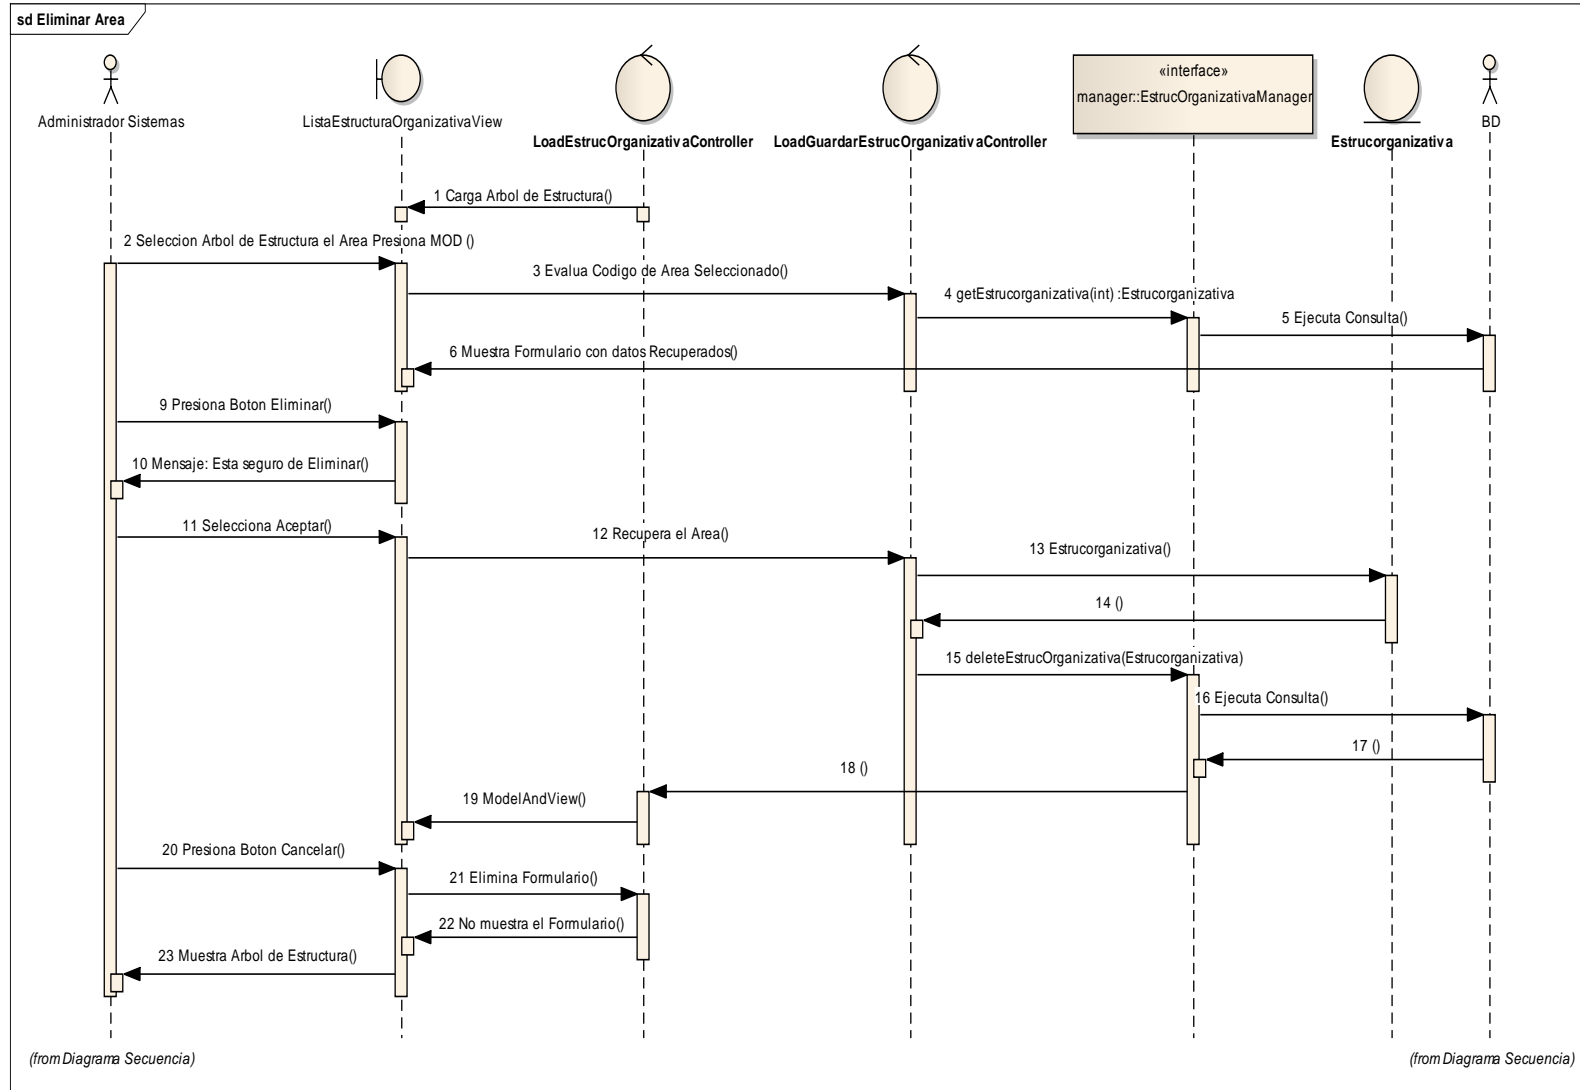 sd Eliminar Area
Administrador Sistemas
ListaEstructuraOrganizativaView
LoadEstrucOrganizativaController
LoadGuardarEstrucOrganizativaController
«interface»
manager::EstrucOrganizativaManager
Estrucorganizativa
BD
1 Carga Arbol de Estructura()
2 Seleccion Arbol de Estructura el Area Presiona MOD ()
3 Evalua Codigo de Area Seleccionado()
4 getEstrucorganizativa(int) :Estrucorganizativa
5 Ejecuta Consulta()
6 Muestra Formulario con datos Recuperados()
9 Presiona Boton Eliminar()
10 Mensaje: Esta seguro de Eliminar()
11 Selecciona Aceptar()
12 Recupera el Area()
13 Estrucorganizativa()
14 ()
15 deleteEstrucOrganizativa(Estrucorganizativa)
16 Ejecuta Consulta()
17 ()
18 ()
19 ModelAndView()
20 Presiona Boton Cancelar()
21 Elimina Formulario()
22 No muestra el Formulario()
23 Muestra Arbol de Estructura()
(from Diagrama Secuencia)
(from Diagrama Secuencia)